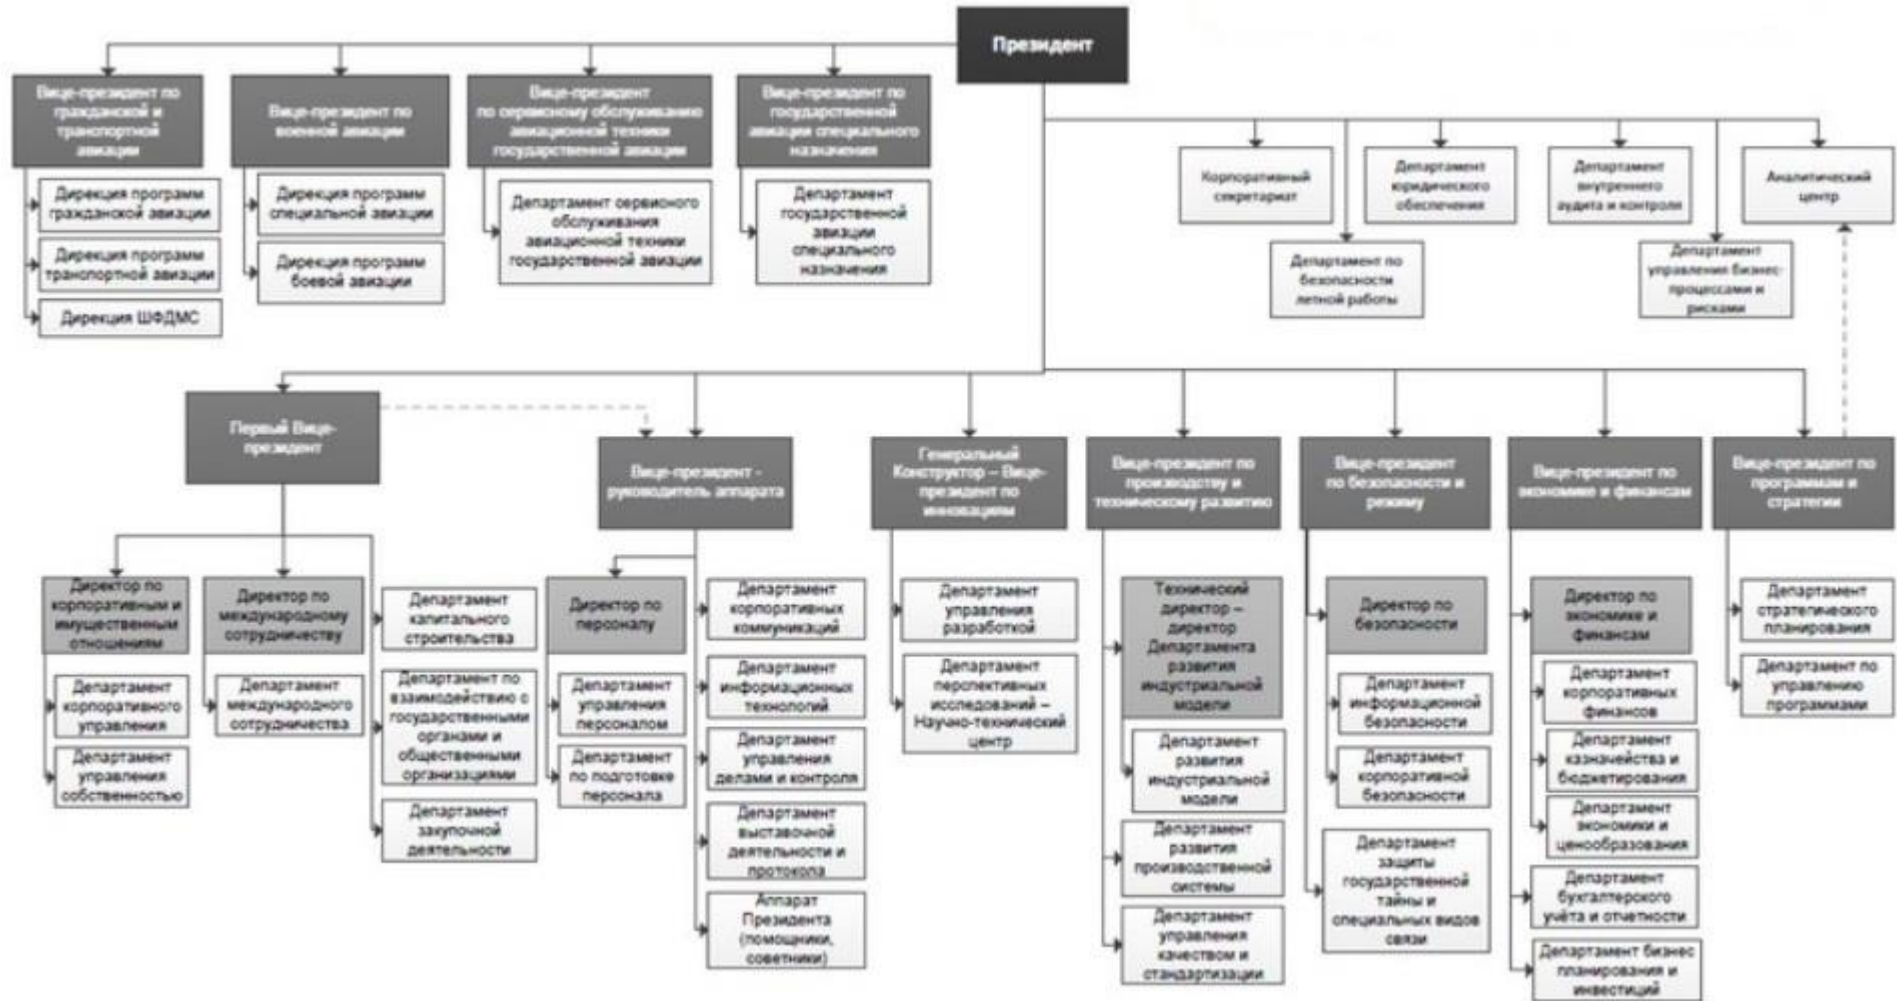 Президент
Вице-президент по
гражданской и
транспортной
авиации
Вице-президент по
военной авиации
Вице-президент
по сервисному обслуживанию
авиационной техники
государственной авиации
Вице-президент по
государственной
авиации специального
назначения
Дирекция программ
гражданской авиации
Дирекция программ
транспортной авиации
Дирекция ШФДМС
Дирекция программ
специальной авиации
Дирекция программ
боевой авиации
Департамент сервисного
обслуживания
авиационной техники
государственной авиации
Департамент
государственной
авиации
специального
назначения
Корпоративный
секретариат
Департамент
юридического
обеспечения
Департамент
внутреннего
аудита и контроля
Аналитический
центр
Департамент по
безопасности
летной работы
Департамент
управления бизнес-
процессами и
рисками
Первый Вице-
президент
Вице-президент -
руководитель аппарата
Генеральный
Конструктор – Вице-
президент по
инновациям
Вице-президент по
производству и
техническому развитию
Вице-президент
по безопасности и
режиму
Вице-президент по
экономике и финансам
Вице-президент по
программам и
стратегии
Директор по
корпоративным и
имущественным
отношениям
Департамент
корпоративного
управления
Департамент
управления
собственностью
Директор по
международному
сотрудничеству
Департамент
международного
сотрудничества
Департамент
капитального
строительства
Департамент по
взаимодействию с
государственными
органами и
общественными
организациями
Департамент
закупочной
деятельности
Директор по
персоналу
Департамент
управления
персоналом
Департамент
по подготовке
персонала
Департамент
корпоративных
коммуникаций
Департамент
информационных
технологий
Департамент
управления
делами и контроля
Департамент
выставочной
деятельности и
протокола
Аппарат
Президента
(помощники,
советники)
Департамент
управления
разработкой
Департамент
перспективных
исследований –
Научно-технический
центр
Технический
директор –
директор
Департамента
развития
индустриальной
модели
Департамент
развития
индустриальной
модели
Департамент
развития
производственной
системы
Департамент
управления
качеством и
стандартизации
Директор по
безопасности
Департамент
информационной
безопасности
Департамент
корпоративной
безопасности
Департамент
защиты
государственной
тайны и
специальных видов
связи
Директор по
экономике и
финансам
Департамент
корпоративных
финансов
Департамент
казначейства и
бюджетирования
Департамент
экономики и
ценообразования
Департамент
бухгалтерского
учёта и отчетности
Департамент бизнес
планирования и
инвестиций
Департамент
стратегического
планирования
Департамент по
управлению
программами